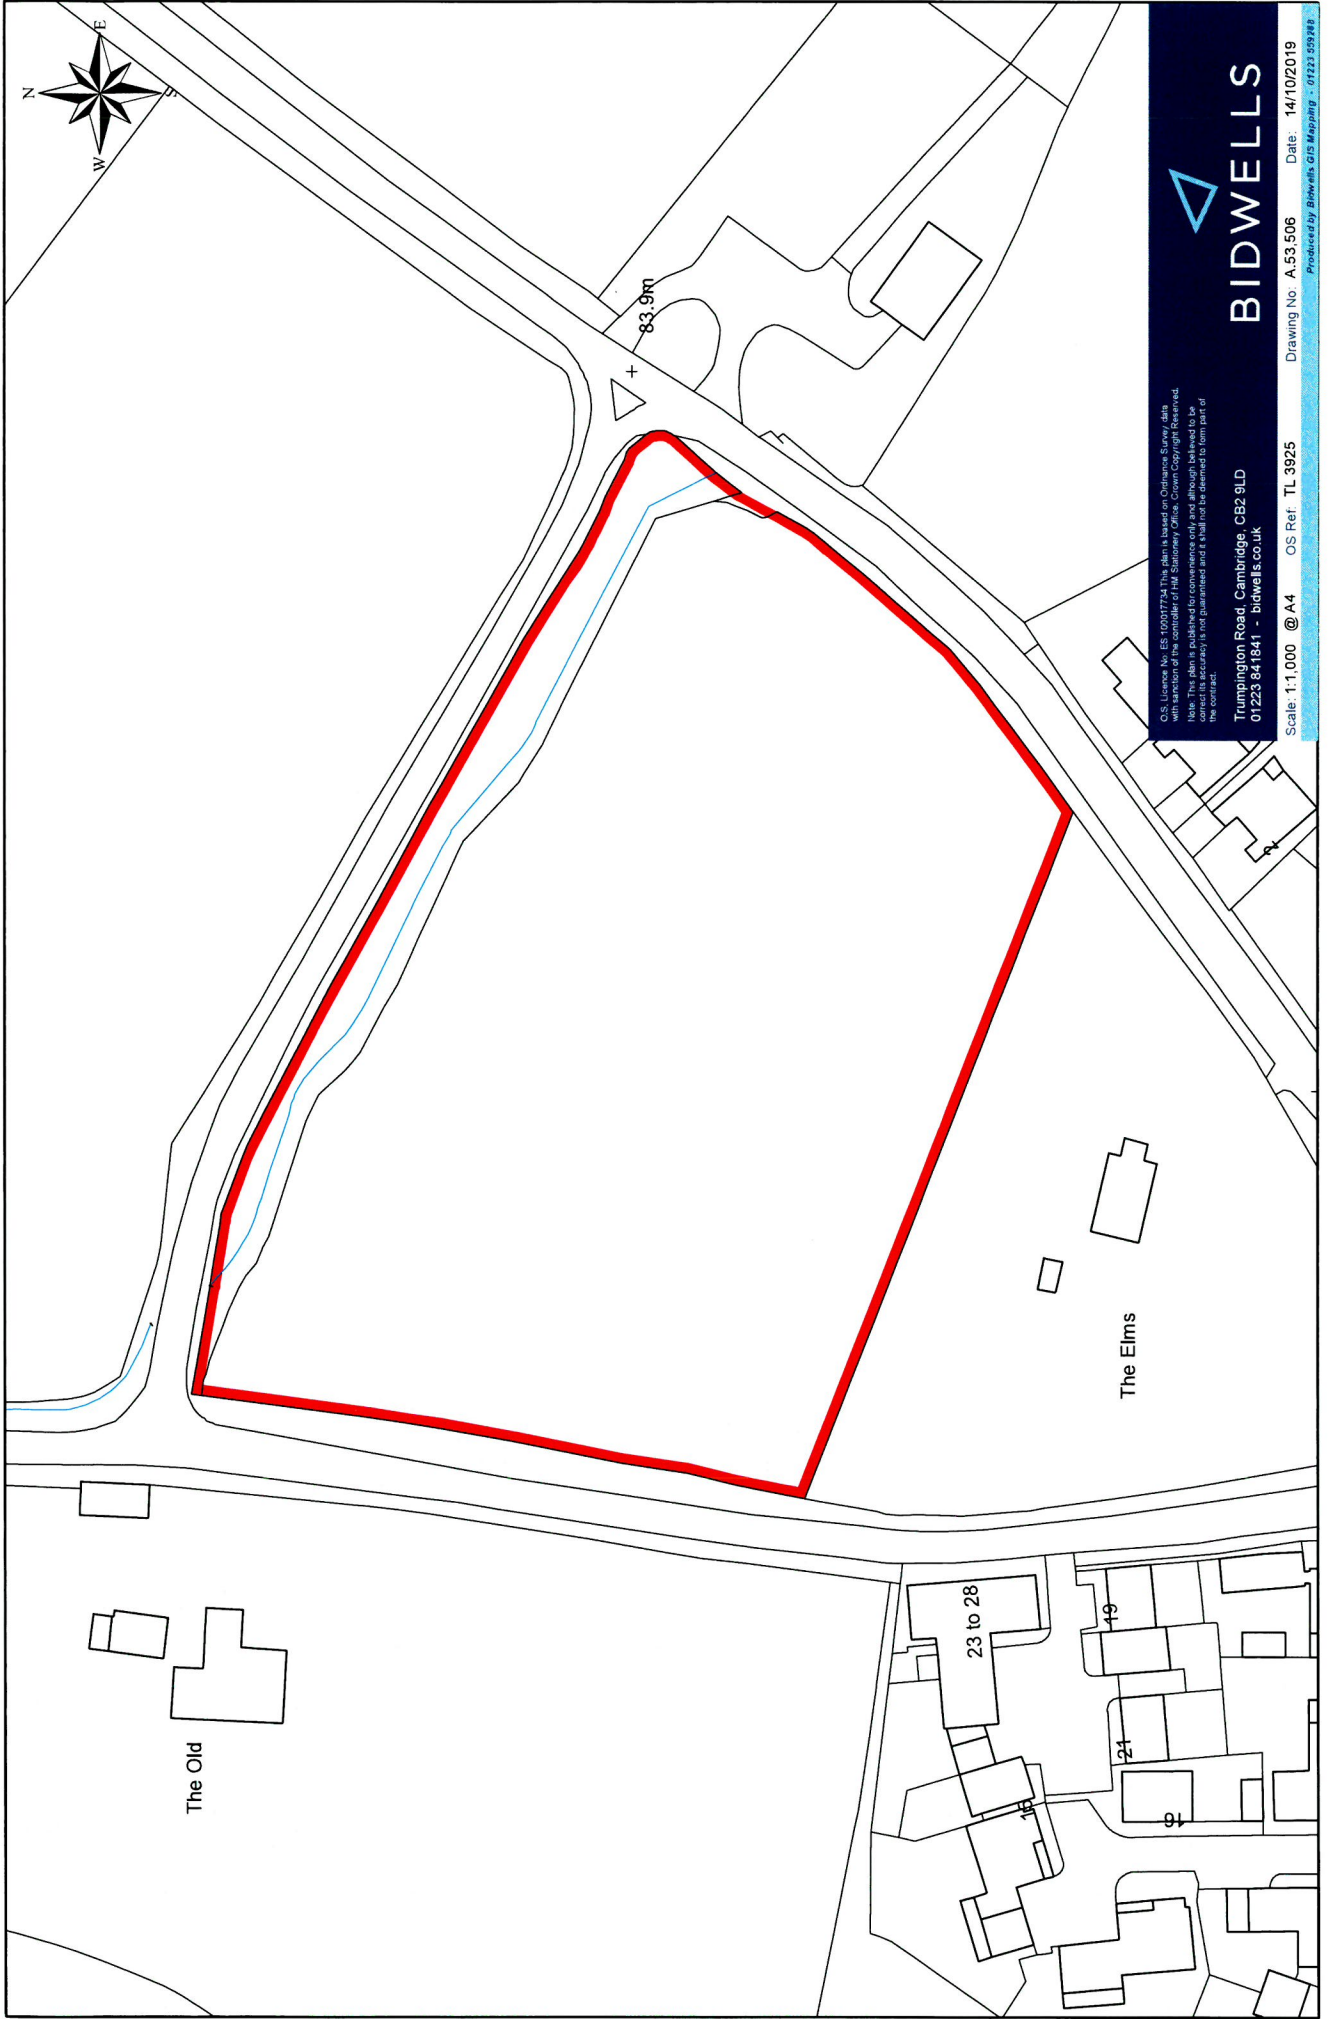 N
E
S
W
83.9m
The Elms
The Old
23 to 28
19
21
15
16
2
O.S. Licence No: ES 100017734 This plan is based on Ordnance Survey data
with sanction of the controller of HM Stationery Office. Crown Copyright Reserved.
Note: This plan is published for convenience only and although believed to be
correct its accuracy is not guaranteed and it shall not be deemed to form part of
the contract.
Trumpington Road, Cambridge, CB2 9LD
01223 841841 - bidwells.co.uk
BIDWELLS
Scale: 1:1,000 @ A4 OS Ref: TL 3925 Drawing No: A.53,506 Date: 14/10/2019
Produced by Bidwells GIS Mapping - 01223 559288